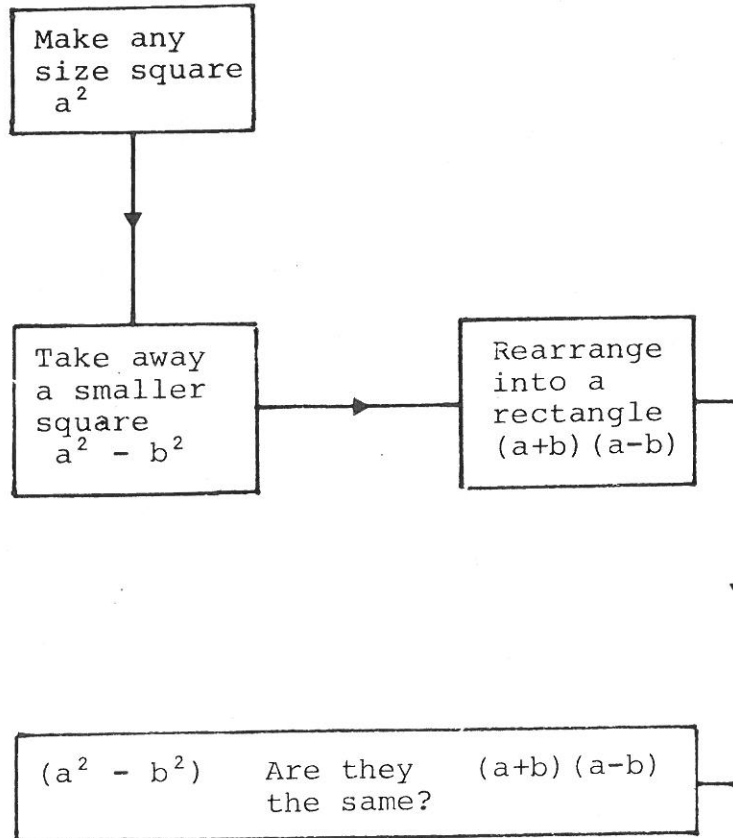 Make any
size square
a²
Take away
a smaller
square
a² - b²
Rearrange
into a
rectangle
(a+b)(a-b)
(a² - b²) Are they (a+b)(a-b)
the same?